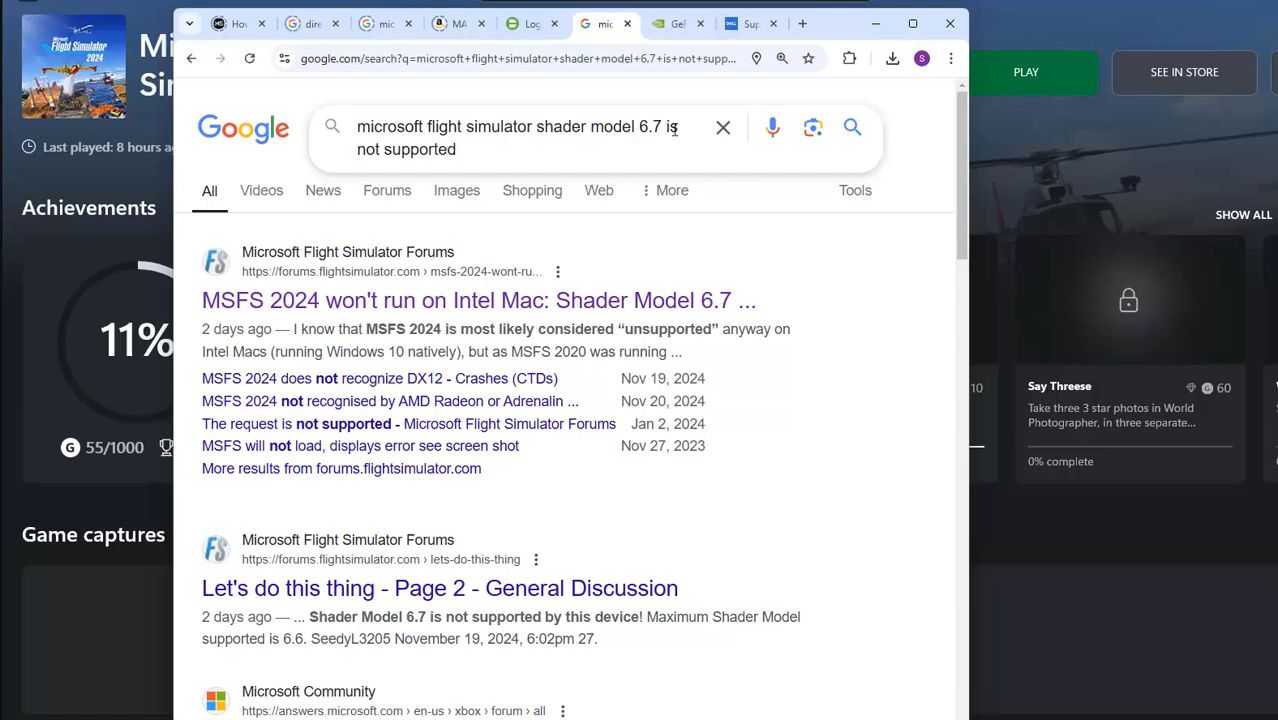 MICROSOFT
Flight Simulator
2024
Mi
Sir
Last played: 8 hours a
Achievements
11%
G 55/1000
Game captures
Hov
dire
mic
MA
Log
mic
Gef
Sup
google.com/search?q=microsoft+flight+simulator+shader+model+6.7+is+not+supp...
S
Google
microsoft flight simulator shader model 6.7 is
not supported
All Videos News Forums Images Shopping Web More Tools
Microsoft Flight Simulator Forums
https://forums.flightsimulator.com › msfs-2024-wont-ru...
MSFS 2024 won't run on Intel Mac: Shader Model 6.7 ...
2 days ago — I know that MSFS 2024 is most likely considered “unsupported” anyway on
Intel Macs (running Windows 10 natively), but as MSFS 2020 was running ...
MSFS 2024 does not recognize DX12 - Crashes (CTDs) Nov 19, 2024
MSFS 2024 not recognised by AMD Radeon or Adrenalin ... Nov 20, 2024
The request is not supported - Microsoft Flight Simulator Forums Jan 2, 2024
MSFS will not load, displays error see screen shot Nov 27, 2023
More results from forums.flightsimulator.com
Microsoft Flight Simulator Forums
https://forums.flightsimulator.com › lets-do-this-thing
Let's do this thing - Page 2 - General Discussion
2 days ago — ... Shader Model 6.7 is not supported by this device! Maximum Shader Model
supported is 6.6. SeedyL3205 November 19, 2024, 6:02pm 27.
Microsoft Community
https://answers.microsoft.com › en-us › xbox › forum › all
PLAY
SEE IN STORE
SHOW ALL
10
Say Threese G 60
Take three 3 star photos in World
Photographer, in three separate...
0% complete